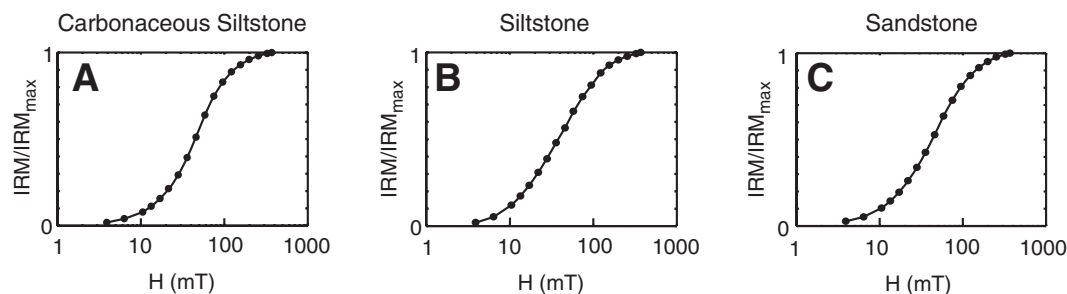 Carbonaceous Siltstone
A
IRM/IRMmax
1
0
1 10 100 1000
H (mT)
Siltstone
B
IRM/IRMmax
1
0
1 10 100 1000
H (mT)
Sandstone
C
IRM/IRMmax
1
0
1 10 100 1000
H (mT)